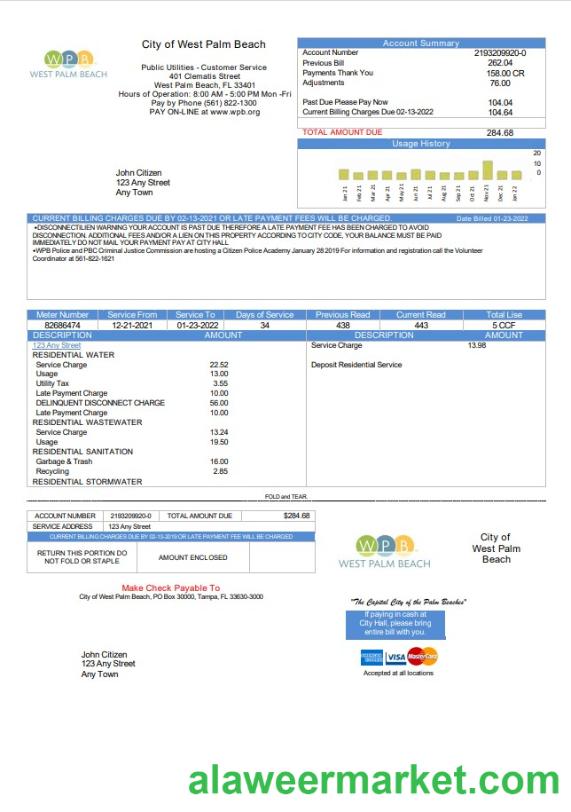 City of West Palm Beach
WPB
WEST PALM BEACH
Public Utilities - Customer Service
401 Clematis Street
West Palm Beach, FL 33401
Hours of Operation: 8:00 AM - 5:00 PM Mon -Fri
Pay by Phone (561) 822-1300
PAY ON-LINE at www.wpb.org
Account Summary
Account Number 2193209920-0
Previous Bill 262.04
Payments Thank You 158.00 CR
Adjustments 76.00
Past Due Please Pay Now 104.04
Current Billing Charges Due 02-13-2022 104.64
TOTAL AMOUNT DUE 284.68
Usage History
20
10
0
Jan 21 Feb 21 Mar 21 Apr 21 May 21 Jun 21 Jul 21 Aug 21 Sep 21 Oct 21 Nov 21 Dec 21 Jan 22
John Citizen
123 Any Street
Any Town
CURRENT BILLING CHARGES DUE BY 02-13-2021 OR LATE PAYMENT FEES WILL BE CHARGED. Date Billed 01-23-2022
•DISCONNECT\LIEN WARNING YOUR ACCOUNT IS PAST DUE THEREFORE A LATE PAYMENT FEE HAS BEEN CHARGED TO AVOID
DISCONNECTION. ADDITIONAL FEES AND/OR A LIEN ON THIS PROPERTY ACCORDING TO CITY CODE, YOUR BALANCE MUST BE PAID
IMMEDIATELY DO NOT MAIL YOUR PAYMENT PAY AT CITY HALL
•WPB Police and PBC Criminal Justice Commission are hosting a Citizen Police Academy January 28 2019 For information and registration call the Volunteer
Coordinator at 561-822-1621
Meter Number Service From Service To Days of Service Previous Read Current Read Total Lise
82686474 12-21-2021 01-23-2022 34 438 443 5 CCF
DESCRIPTION AMOUNT DESCRIPTION AMOUNT
123 Any Street Service Charge 13.98
RESIDENTIAL WATER
Service Charge 22.52 Deposit Residential Service
Usage 13.00
Utility Tax 3.55
Late Payment Charge 10.00
DELINQUENT DISCONNECT CHARGE 56.00
Late Payment Charge 10.00
RESIDENTIAL WASTEWATER
Service Charge 13.24
Usage 19.50
RESIDENTIAL SANITATION
Garbage & Trash 16.00
Recycling 2.85
RESIDENTIAL STORMWATER
FOLD and TEAR
ACCOUNT NUMBER 2193209920-0 TOTAL AMOUNT DUE $284.68
SERVICE ADDRESS 123 Any Street
CURRENT BILLING CHARGES DUE BY 02-13-2019 OR LATE PAYMENT FEE WILL BE CHARGED
RETURN THIS PORTION DO
NOT FOLD OR STAPLE
AMOUNT ENCLOSED
WPB
WEST PALM BEACH
City of
West Palm
Beach
Make Check Payable To
City of West Palm Beach, PO Box 30000, Tampa, FL 33630-3000
"The Capital City of the Palm Beaches"
If paying in cash at
City Hall, please bring
entire bill with you.
John Citizen
123 Any Street
Any Town
VISA MasterCard
Accepted at all locations
alaweermarket.com